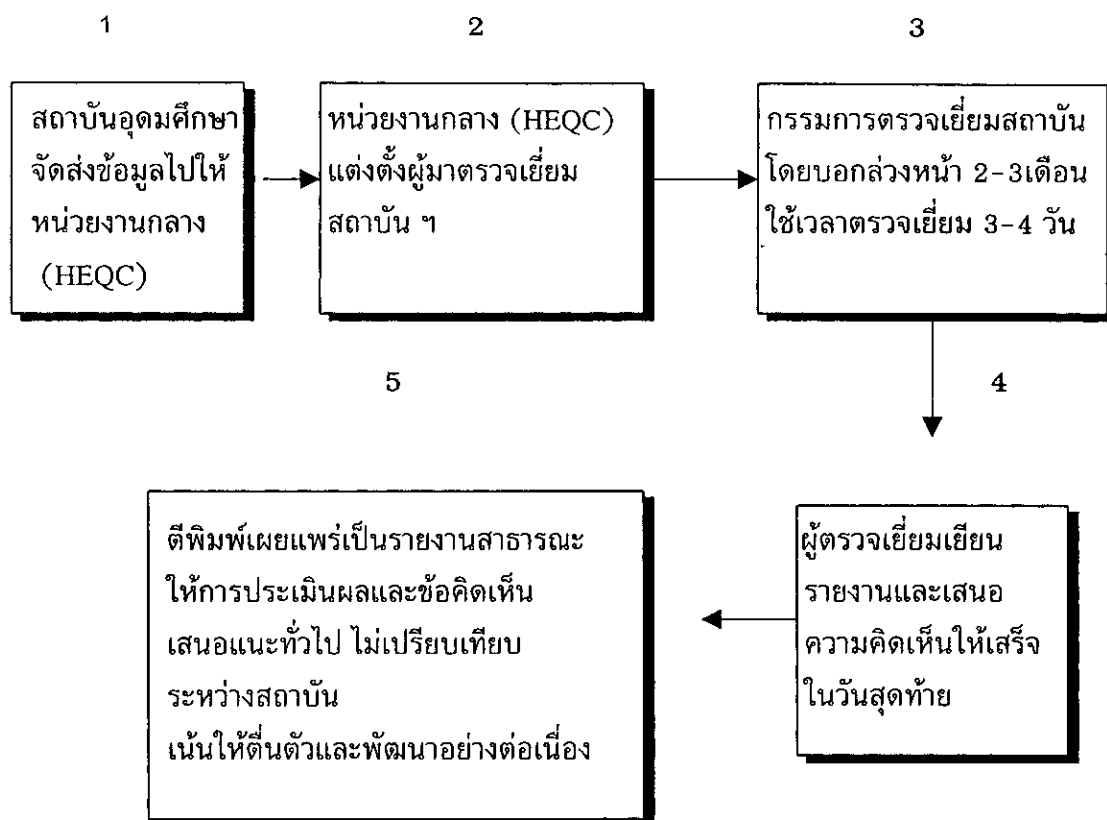 1
สถาบันอุดมศึกษา
จัดส่งข้อมูลไปให้
หน่วยงานกลาง
(HEQC)
2
หน่วยงานกลาง (HEQC)
แต่งตั้งผู้มาตรวจเยี่ยม
สถาบัน ฯ
3
กรรมการตรวจเยี่ยมสถาบัน
โดยบอกล่วงหน้า 2-3เดือน
ใช้เวลาตรวจเยี่ยม 3-4 วัน
4
ผู้ตรวจเยี่ยมเยียน
รายงานและเสนอ
ความคิดเห็นให้เสร็จ
ในวันสุดท้าย
5
ตีพิมพ์เผยแพร่เป็นรายงานสาธารณะ
ให้การประเมินผลและข้อคิดเห็น
เสนอแนะทั่วไป ไม่เปรียบเทียบ
ระหว่างสถาบัน
เน้นให้ตื่นตัวและพัฒนาอย่างต่อเนื่อง